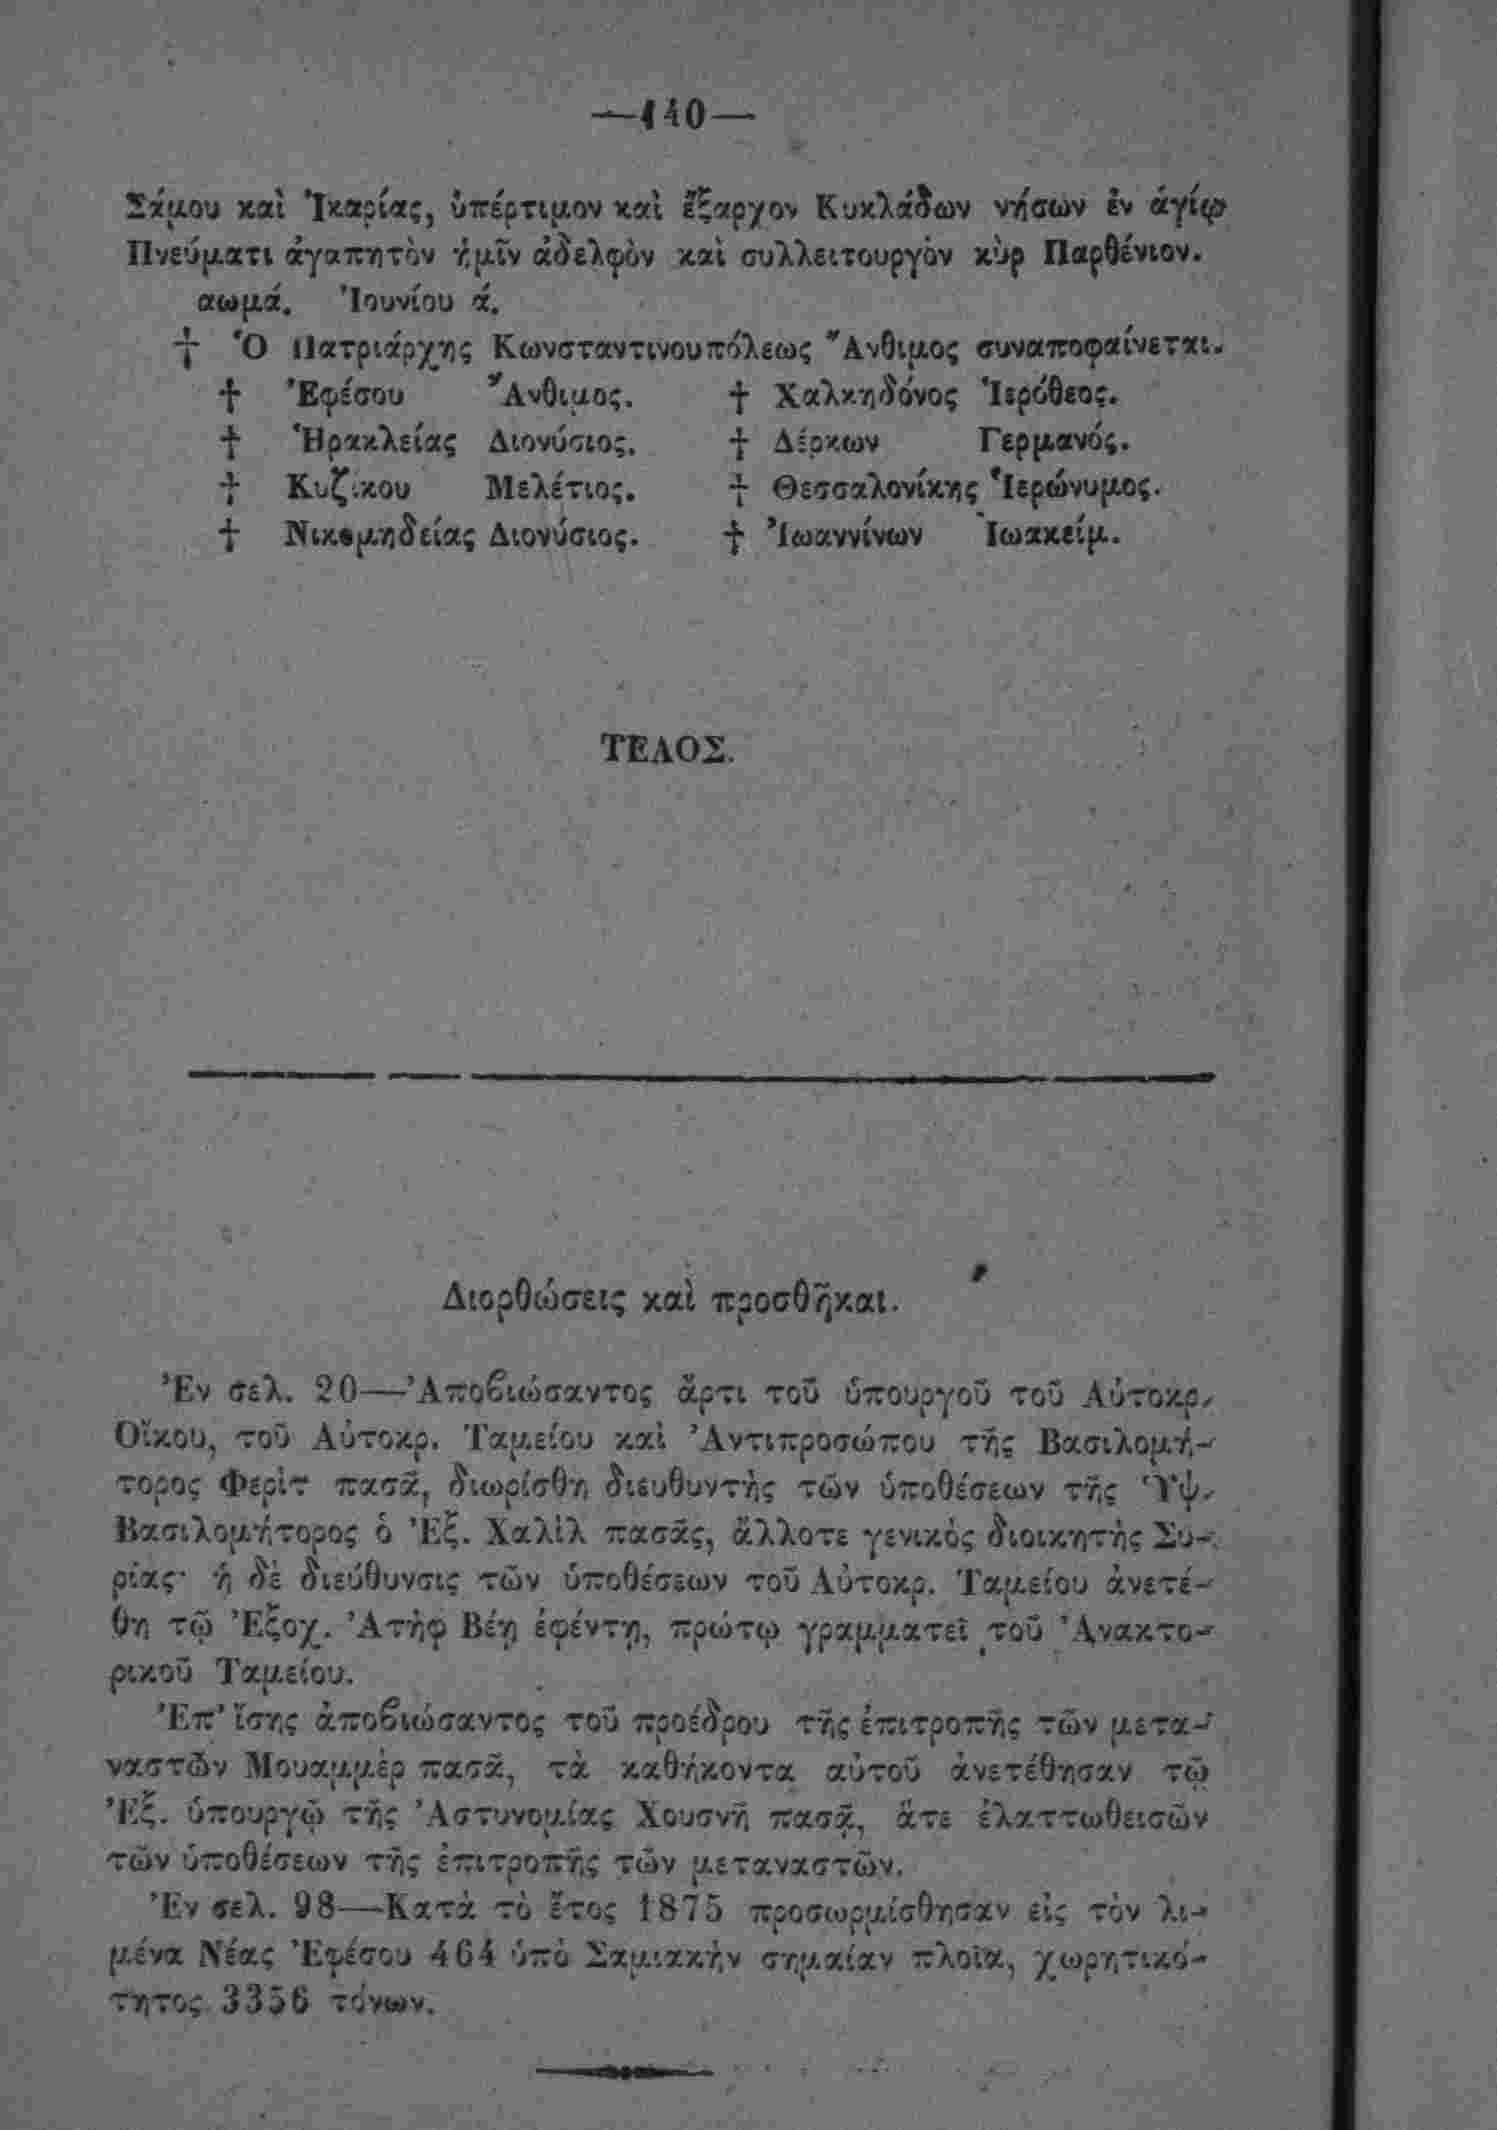 —140—
Σάμου καὶ Ἰκαρίας, ὑπέρτιμον καὶ ἔξαρχον Κυκλάδων νήσων ἐν ἁγίῳ
Πνεύματι ἀγαπητὸν ἡμῖν ἀδελφὸν καὶ συλλειτουργὸν κὺρ Παρθένιον.
αωμά. Ἰουνίου ά.
† Ὁ Πατριάρχης Κωνσταντινουπόλεως Ἄνθιμος συναποφαίνεται.
† Ἐφέσου Ἄνθιμος. † Χαλκηδόνος Ἱερόθεος.
† Ἡρακλείας Διονύσιος. † Δέρκων Γερμανός.
† Κυζίκου Μελέτιος. † Θεσσαλονίκης Ἱερώνυμος.
† Νικομηδείας Διονύσιος. † Ἰωαννίνων Ἰωακείμ.
ΤΕΛΟΣ.
Διορθώσεις καὶ προσθῆκαι.
Ἐν σελ. 20—Ἀποβιώσαντος ἄρτι τοῦ ὑπουργοῦ τοῦ Αὐτοκρ.
Οἴκου, τοῦ Αὐτοκρ. Ταμείου καὶ Ἀντιπροσώπου τῆς Βασιλομή-
τορος Φερὶτ πασᾶ, διωρίσθη διευθυντὴς τῶν ὑποθέσεων τῆς Ὑψ.
Βασιλομήτορος ὁ Ἐξ. Χαλὶλ πασᾶς, ἄλλοτε γενικὸς διοικητὴς Συ-
ρίας· ἡ δὲ διεύθυνσις τῶν ὑποθέσεων τοῦ Αὐτοκρ. Ταμείου ἀνετέ-
θη τῷ Ἐξοχ. Ἀτὴφ Βέῃ ἐφέντῃ, πρώτῳ γραμματεῖ τοῦ Ἀνακτο-
ρικοῦ Ταμείου.
Ἐπ' ἴσης ἀποβιώσαντος τοῦ προέδρου τῆς ἐπιτροπῆς τῶν μετα-
ναστῶν Μουαμμὲρ πασᾶ, τὰ καθήκοντα αὐτοῦ ἀνετέθησαν τῷ
Ἐξ. ὑπουργῷ τῆς Ἀστυνομίας Χουσνῆ πασᾷ, ἅτε ἐλαττωθεισῶν
τῶν ὑποθέσεων τῆς ἐπιτροπῆς τῶν μεταναστῶν.
Ἐν σελ. 98—Κατὰ τὸ ἔτος 1875 προσωρμίσθησαν εἰς τὸν λι-
μένα Νέας Ἐφέσου 464 ὑπὸ Σαμιακὴν σημαίαν πλοῖα, χωρητικό-
τητος 3356 τόνων.